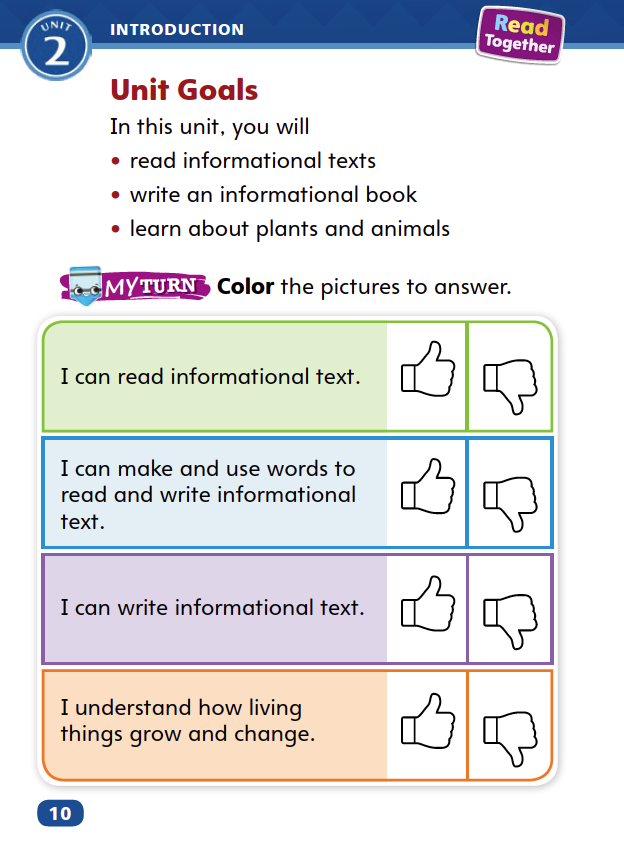 UNIT
2
INTRODUCTION
Read
Together
Unit Goals
In this unit, you will
• read informational texts
• write an informational book
• learn about plants and animals
MY TURN Color the pictures to answer.
I can read informational text.
I can make and use words to
read and write informational
text.
I can write informational text.
I understand how living
things grow and change.
10